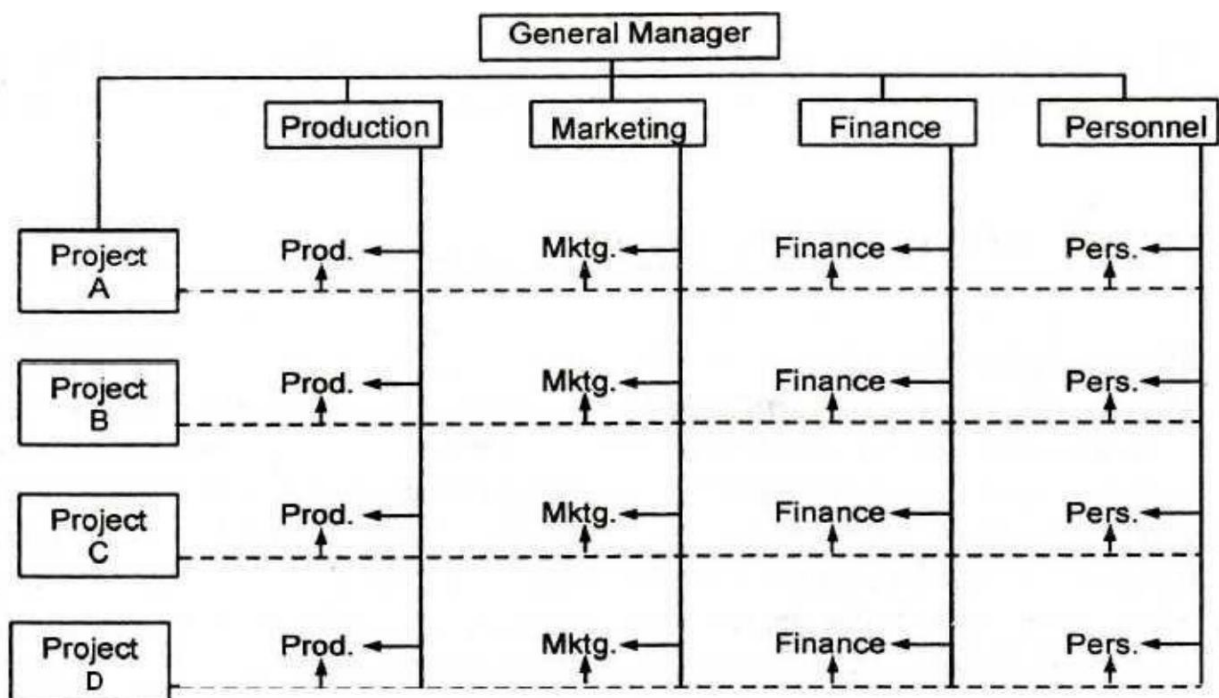 General Manager
Production Marketing Finance Personnel
Project
A
Prod. Mktg. Finance Pers.
Project
B
Prod. Mktg. Finance Pers.
Project
C
Prod. Mktg. Finance Pers.
Project
D
Prod. Mktg. Finance Pers.